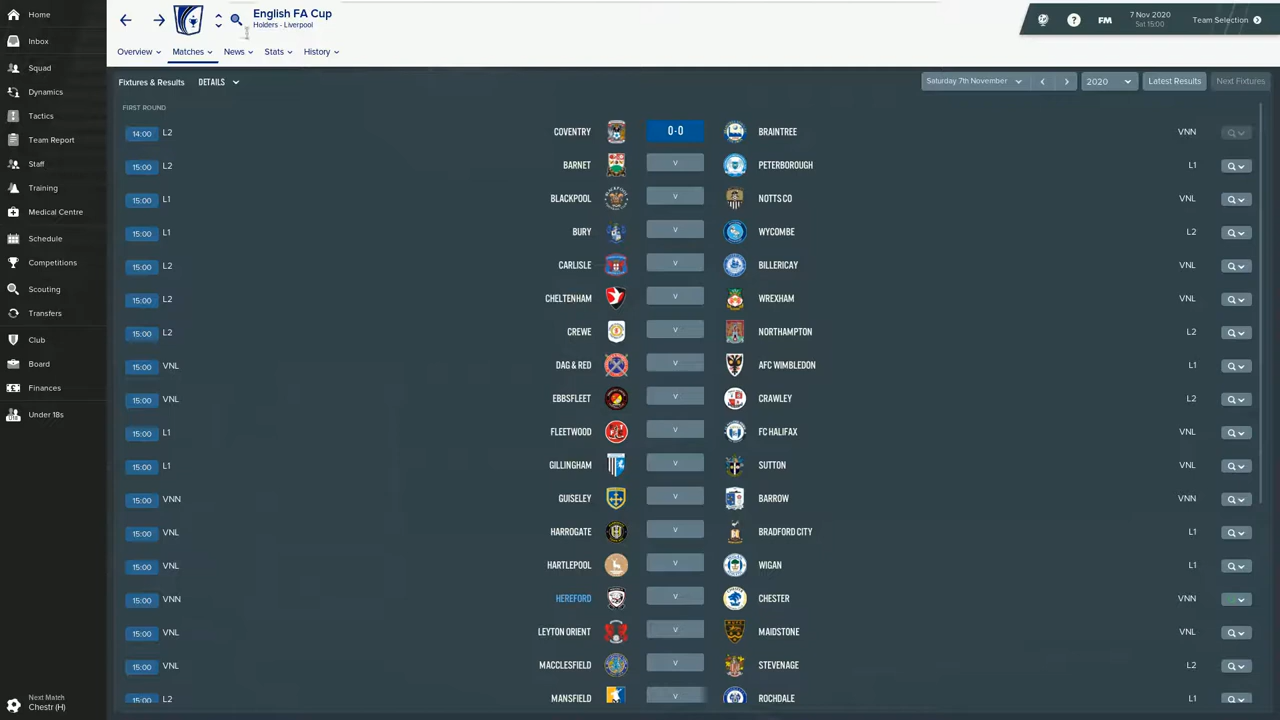 English FA Cup
Holders - Liverpool
FM
7 Nov 2020
Sat 15:00
Team Selection
Home
Inbox
Squad
Dynamics
Tactics
Team Report
Staff
Training
Medical Centre
Schedule
Competitions
Scouting
Transfers
Club
Board
Finances
Under 18s
Next Match
Chestr (H)
Overview
Matches
News
Stats
History
Fixtures & Results DETAILS
Saturday 7th November 2020 Latest Results Next Fixtures
FIRST ROUND
14:00 L2 COVENTRY 0-0 BRAINTREE VNN
15:00 L2 BARNET v PETERBOROUGH L1
15:00 L1 BLACKPOOL v NOTTS CO VNL
15:00 L1 BURY v WYCOMBE L2
15:00 L2 CARLISLE v BILLERICAY VNL
15:00 L2 CHELTENHAM v WREXHAM VNL
15:00 L2 CREWE v NORTHAMPTON L2
15:00 VNL DAG & RED v AFC WIMBLEDON L1
15:00 VNL EBBSFLEET v CRAWLEY L2
15:00 L1 FLEETWOOD v FC HALIFAX VNL
15:00 L1 GILLINGHAM v SUTTON VNL
15:00 VNN GUISELEY v BARROW VNN
15:00 VNL HARROGATE v BRADFORD CITY L1
15:00 VNL HARTLEPOOL v WIGAN L1
15:00 VNN HEREFORD v CHESTER VNN
15:00 VNL LEYTON ORIENT v MAIDSTONE VNL
15:00 VNL MACCLESFIELD v STEVENAGE L2
15:00 L2 MANSFIELD v ROCHDALE L1